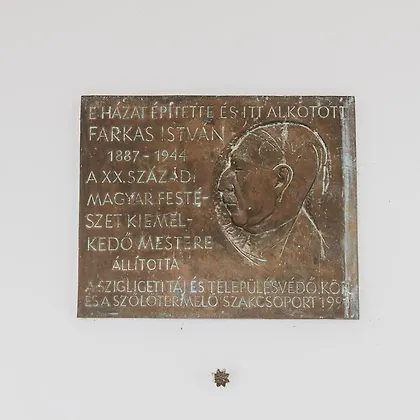 E HÁZAT ÉPÍTETTE ÉS ITT ALKOTOTT
FARKAS ISTVÁN
1887-1944
A XX. SZÁZADI
MAGYAR FESTÉ-
SZET KIEMEL-
KEDŐ MESTERE
ÁLLÍTOTTA
A SZIGLIGETI TÁJ ÉS TELEPÜLÉSVÉDŐ KÖR
ÉS A SZŐLŐTERMELŐ SZAKCSOPORT